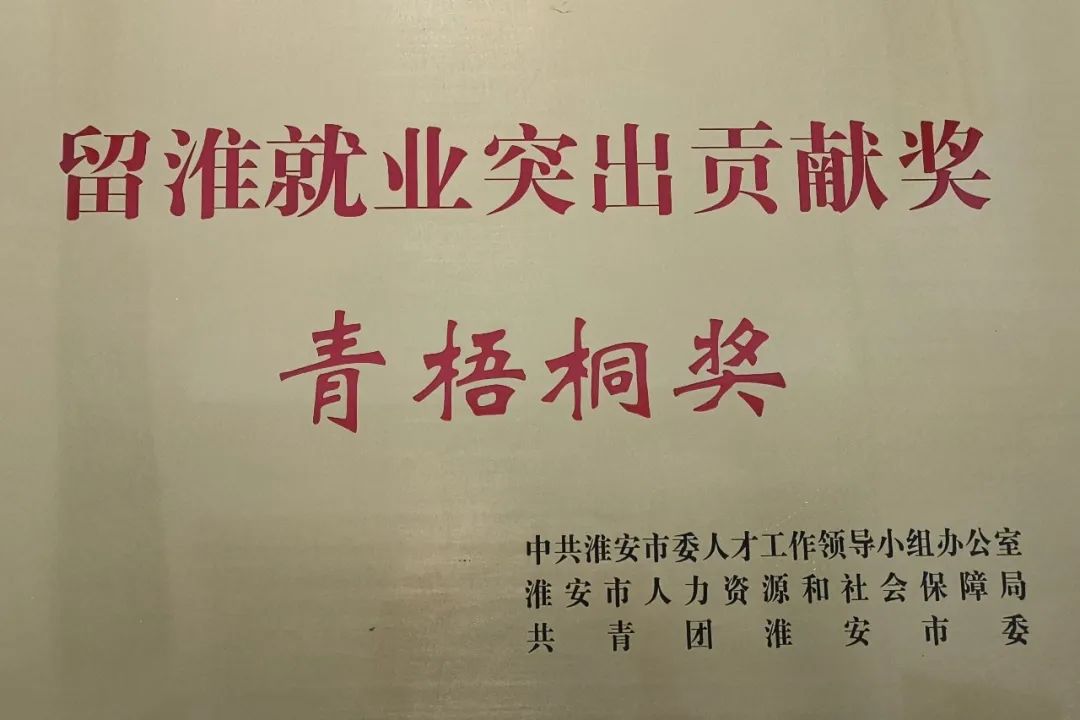 留淮就业突出贡献奖
青梧桐奖
中共淮安市委人才工作领导小组办公室
淮安市人力资源和社会保障局
共青团淮安市委